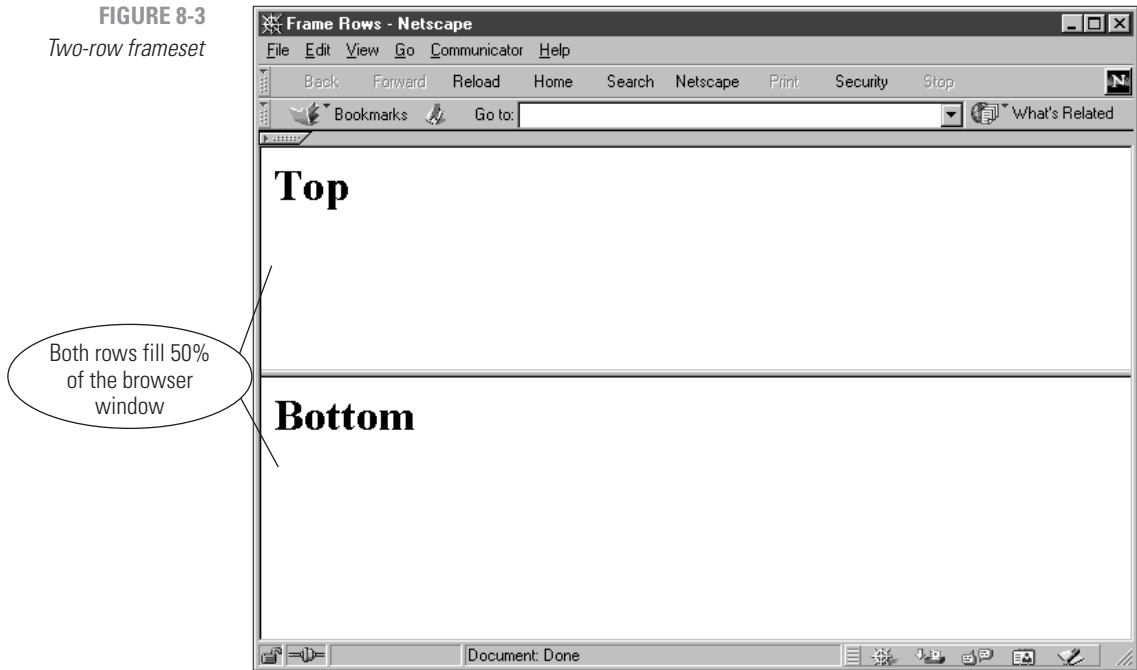 FIGURE 8-3
Two-row frameset
Frame Rows - Netscape
File Edit View Go Communicator Help
Back Forward Reload Home Search Netscape Print Security Stop
N
Bookmarks Go to: What's Related
Top
Both rows fill 50%
of the browser
window
Bottom
Document: Done